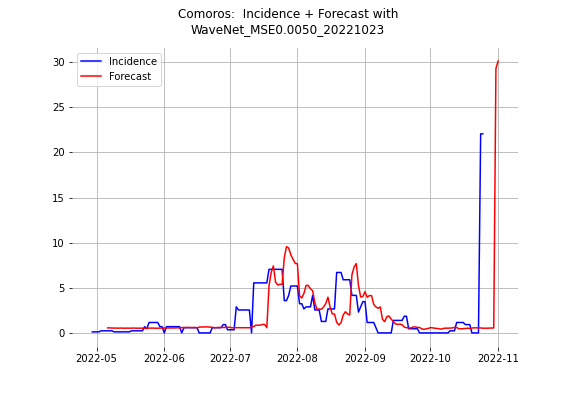 Comoros:  Incidence + Forecast with
WaveNet_MSE0.0050_20221023
Incidence
Forecast
30
25
20
15
10
5
0
2022-05 2022-06 2022-07 2022-08 2022-09 2022-10 2022-11